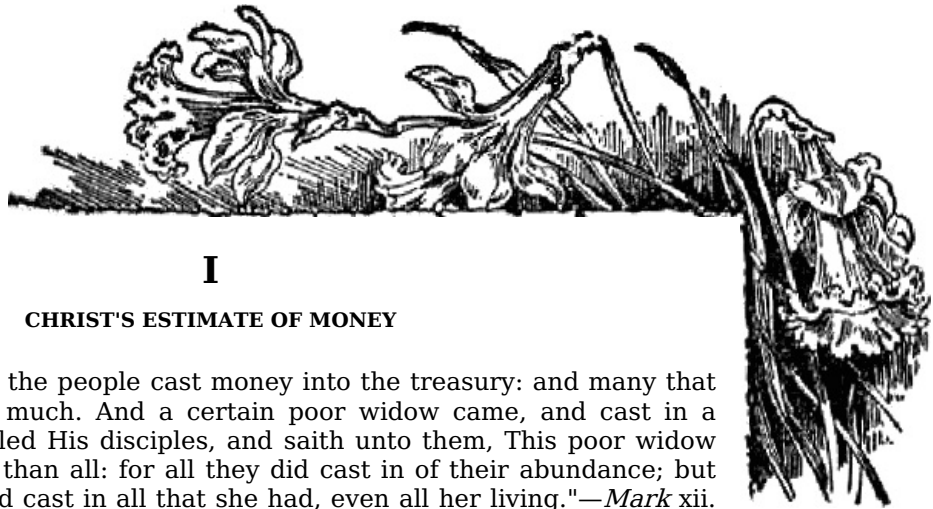 I
CHRIST'S ESTIMATE OF MONEY
the people cast money into the treasury: and many that
much. And a certain poor widow came, and cast in a
His disciples, and saith unto them, This poor widow
than all: for all they did cast in of their abundance; but
cast in all that she had, even all her living."—Mark xii.